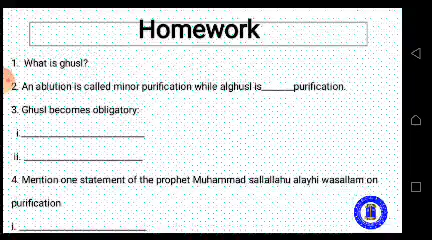 Homework
1. What is ghusl?
2. An ablution is called minor purification while alghusl is______purification.
3. Ghusl becomes obligatory:
i.______________________
ii.______________________
4. Mention one statement of the prophet Muhammad sallallahu alayhi wasallam on
purification
i.______________________